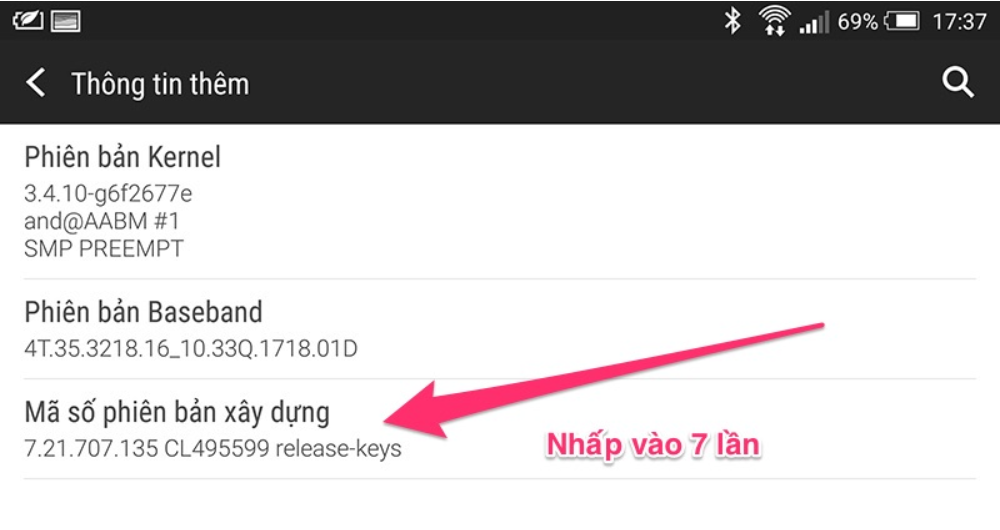 69% 17:37
Thông tin thêm
Phiên bản Kernel
3.4.10-g6f2677e
and@AABM #1
SMP PREEMPT
Phiên bản Baseband
4T.35.3218.16_10.33Q.1718.01D
Mã số phiên bản xây dựng
7.21.707.135 CL495599 release-keys
Nhấp vào 7 lần